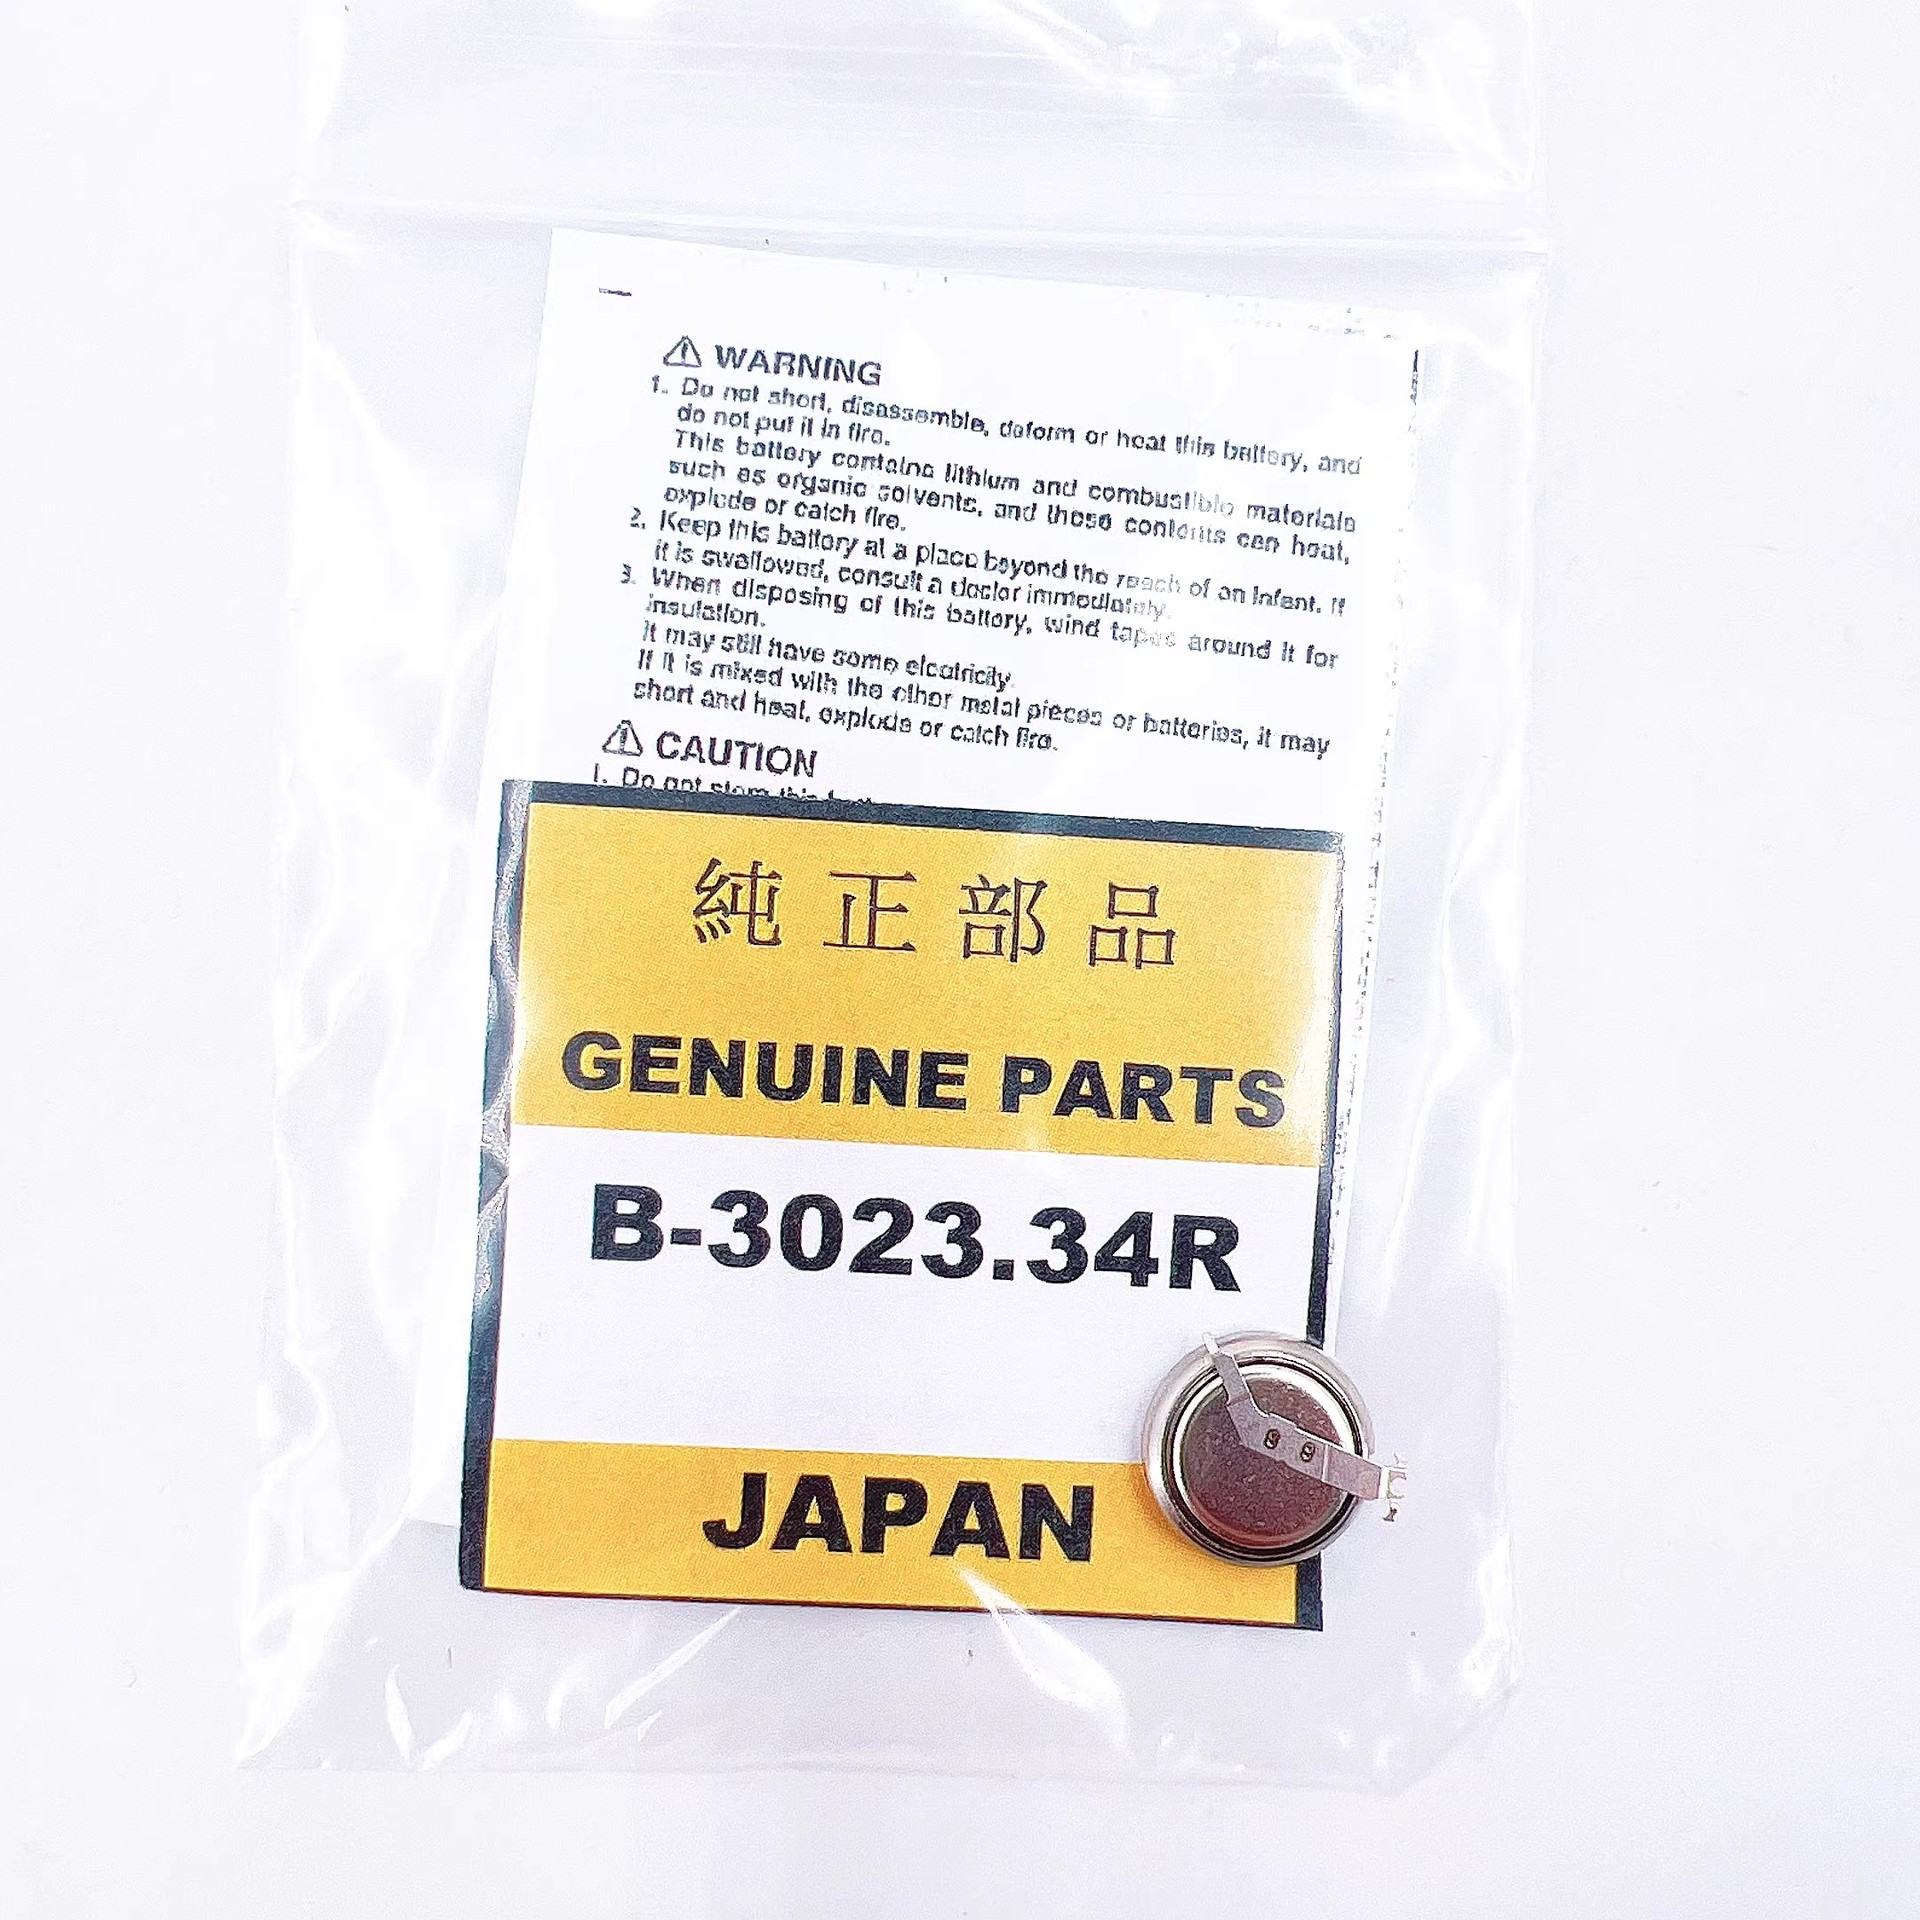 ⚠ WARNING
1. Do not short, disassemble, deform or heat this battery, and
do not put it in fire.
This battery contains lithium and combustible materials
such as organic solvents, and these contents can heat,
explode or catch fire.
2. Keep this battery at a place beyond the reach of an infant. If
it is swallowed, consult a doctor immediately.
3. When disposing of this battery, wind tapes around it for
insulation.
It may still have some electricity.
If it is mixed with the other metal pieces or batteries, it may
short and heat, explode or catch fire.
⚠ CAUTION
1. Do not
純正部品
GENUINE PARTS
B-3023.34R
JAPAN